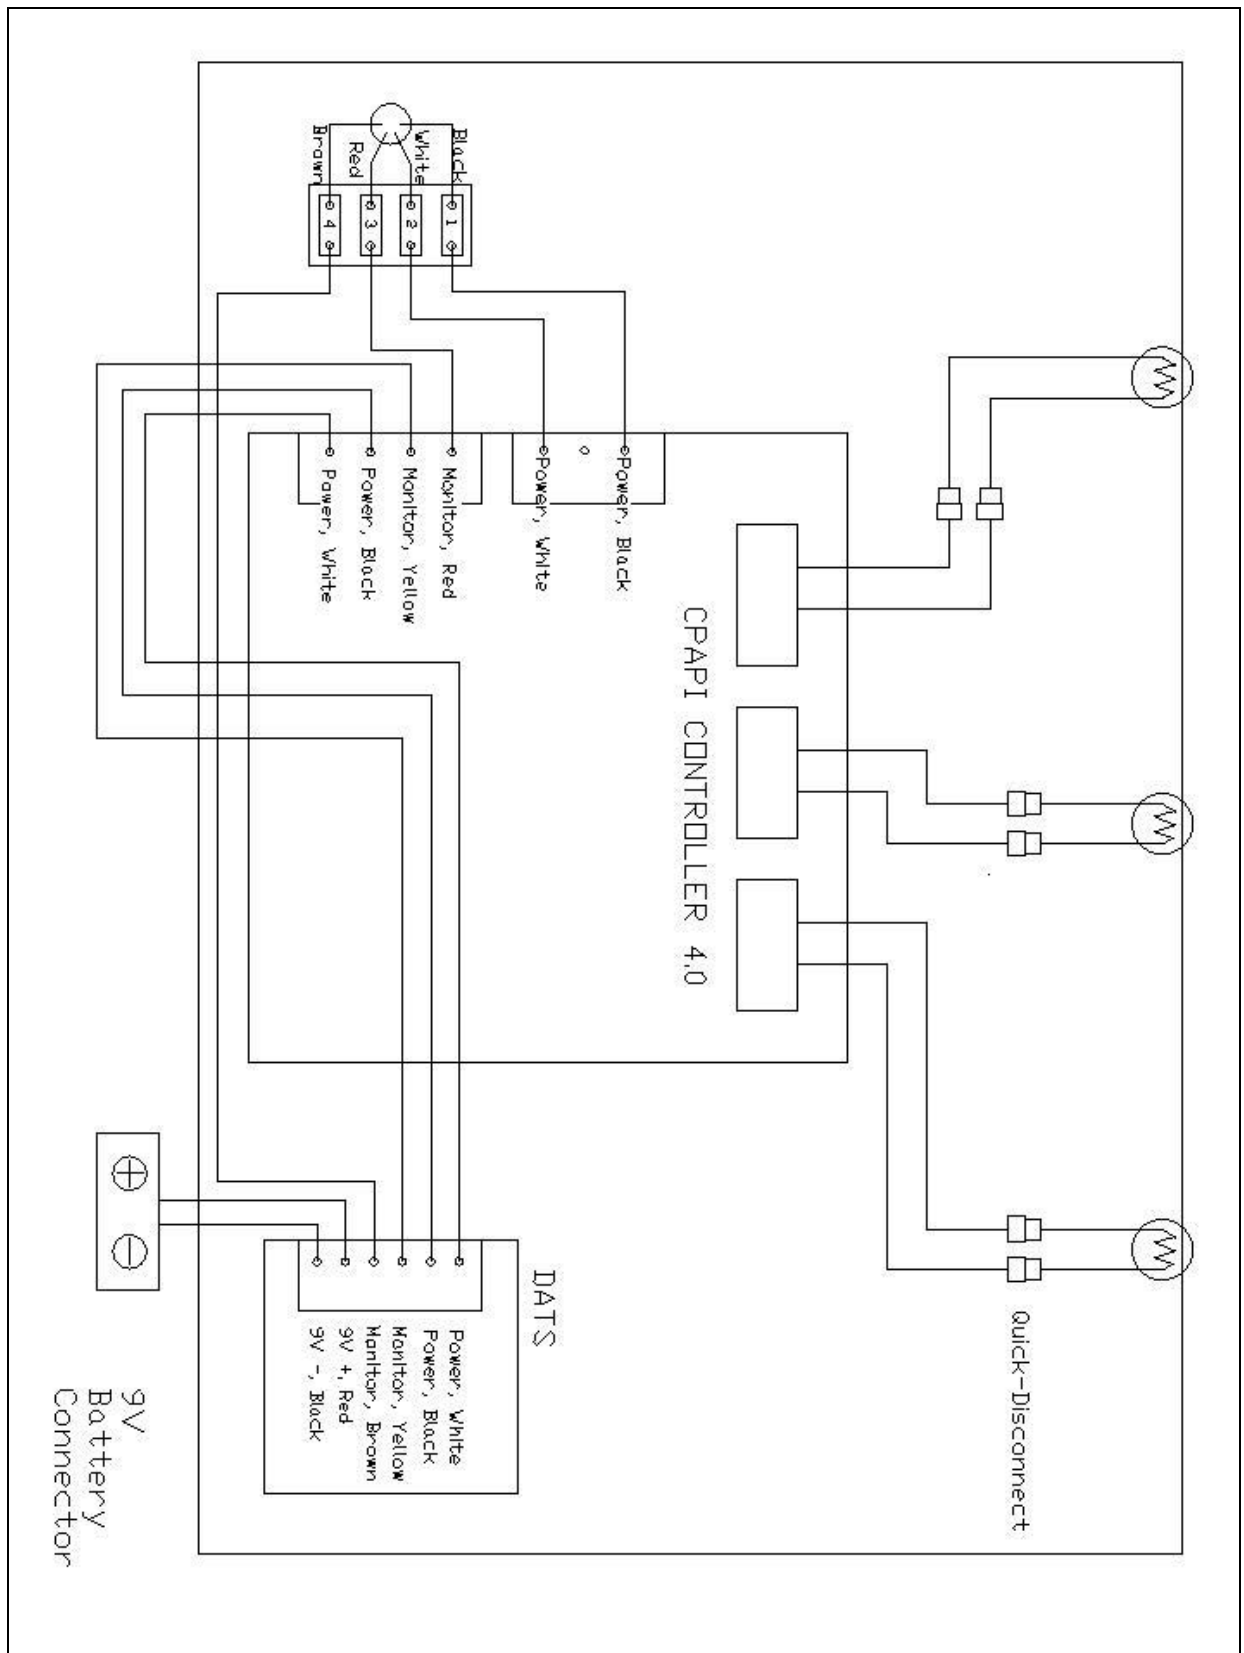 Quick-Disconnect
CPAPI CONTROLLER 4.0
Black
White
Red
Brown
1
2
3
4
Power, Black
Power, White
Monitor, Red
Monitor, Yellow
Power, Black
Power, White
DATS
Power, White
Power, Black
Monitor, Yellow
Monitor, Brown
9V +, Red
9V -, Black
+ -
9V
Battery
Connector